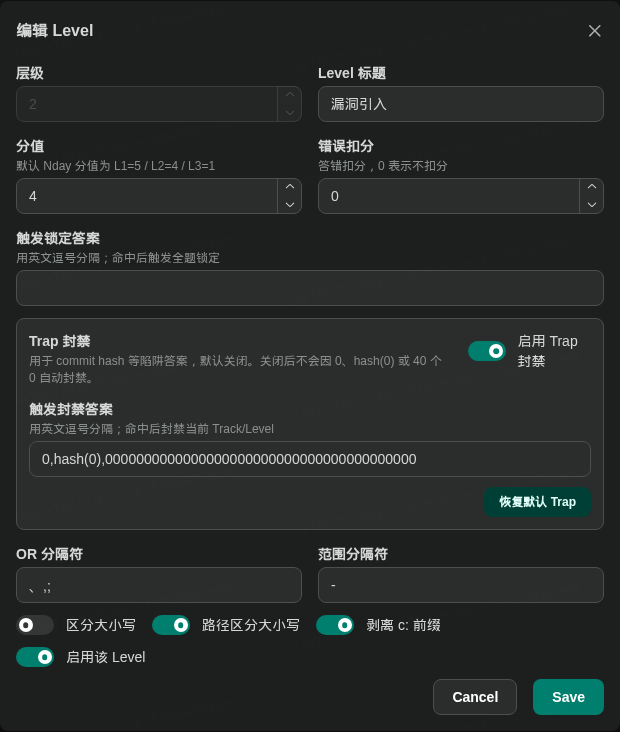 编辑 Level
层级
Level 标题
2
漏洞引入
分值
错误扣分
默认 Nday 分值为 L1=5 / L2=4 / L3=1
答错扣分，0 表示不扣分
4
0
触发锁定答案
用英文逗号分隔；命中后触发全题锁定
Trap 封禁
用于 commit hash 等陷阱答案，默认关闭。关闭后不会因 0、hash(0) 或 40 个
0 自动封禁。
启用 Trap
封禁
触发封禁答案
用英文逗号分隔；命中后封禁当前 Track/Level
0,hash(0),0000000000000000000000000000000000000000
恢复默认 Trap
OR 分隔符
范围分隔符
、,;
-
区分大小写
路径区分大小写
剥离 c: 前缀
启用该 Level
Cancel
Save